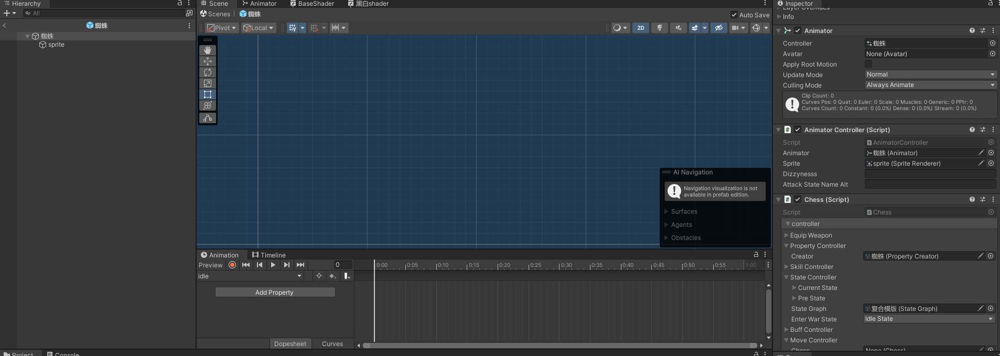 Hierarchy
All
蜘蛛
蜘蛛
sprite
Scene Animator BaseShader 黑白shader
Scenes 蜘蛛 Auto Save
Pivot Local 2D
AI Navigation
Navigation visualization is not
available in prefab edition.
Surfaces
Agents
Obstacles
Animation Timeline
Preview 0
0:00 0:05 0:10 0:15 0:20 0:25 0:30 0:35 0:40 0:45 0:50 0:55 1:00
idle
Add Property
Dopesheet Curves
Project Console
Inspector
Layer Overrides
Info
Animator
Controller 蜘蛛
Avatar None (Avatar)
Apply Root Motion
Update Mode Normal
Culling Mode Always Animate
Clip Count: 0
Curves Pos: 0 Quat: 0 Euler: 0 Scale: 0 Muscles: 0 Generic: 0 PPtr: 0
Curves Count: 0 Constant: 0 (0.0%) Dense: 0 (0.0%) Stream: 0 (0.0%)
Animator Controller (Script)
Script AnimatorController
Animator 蜘蛛 (Animator)
Sprite sprite (Sprite Renderer)
Dizzynesss
Attack State Name Alt
Chess (Script)
Script Chess
controller
Equip Weapon
Property Controller
Creator 蜘蛛 (Property Creator)
Skill Controller
State Controller
Current State
Pre State
State Graph 复合模版 (State Graph)
Enter War State Idle State
Buff Controller
Move Controller
Chess None (Chess)